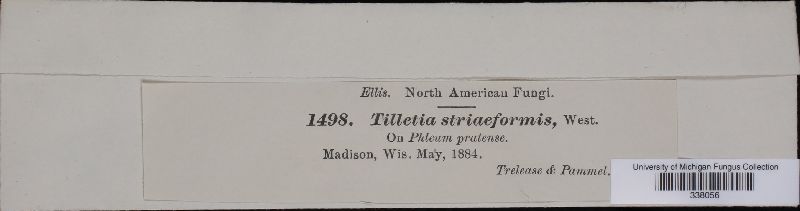 Ellis. North American Fungi.
1498. Tilletia striaeformis, West.
On Phleum pratense.
Madison, Wis. May, 1884.
Trelease & Pammel.
University of Michigan Fungus Collection
338056